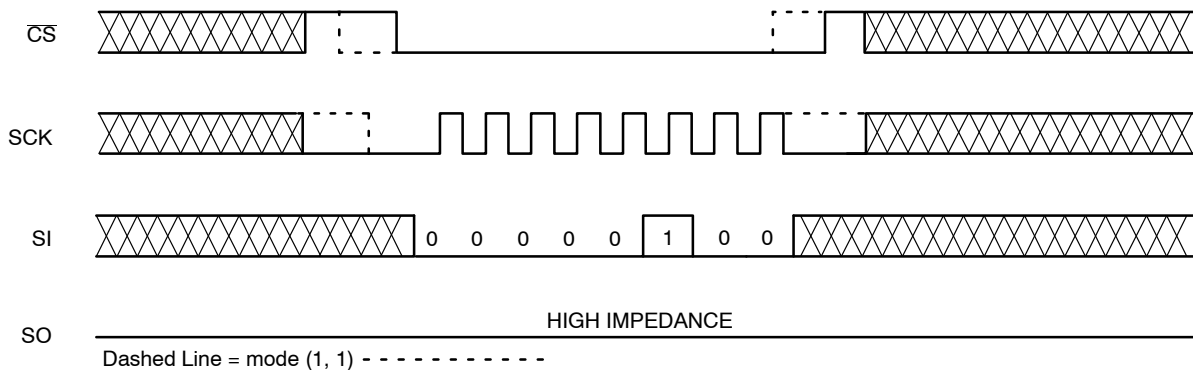 CS
SCK
SI
0 0 0 0 0 1 0 0
SO
HIGH IMPEDANCE
Dashed Line = mode (1, 1)